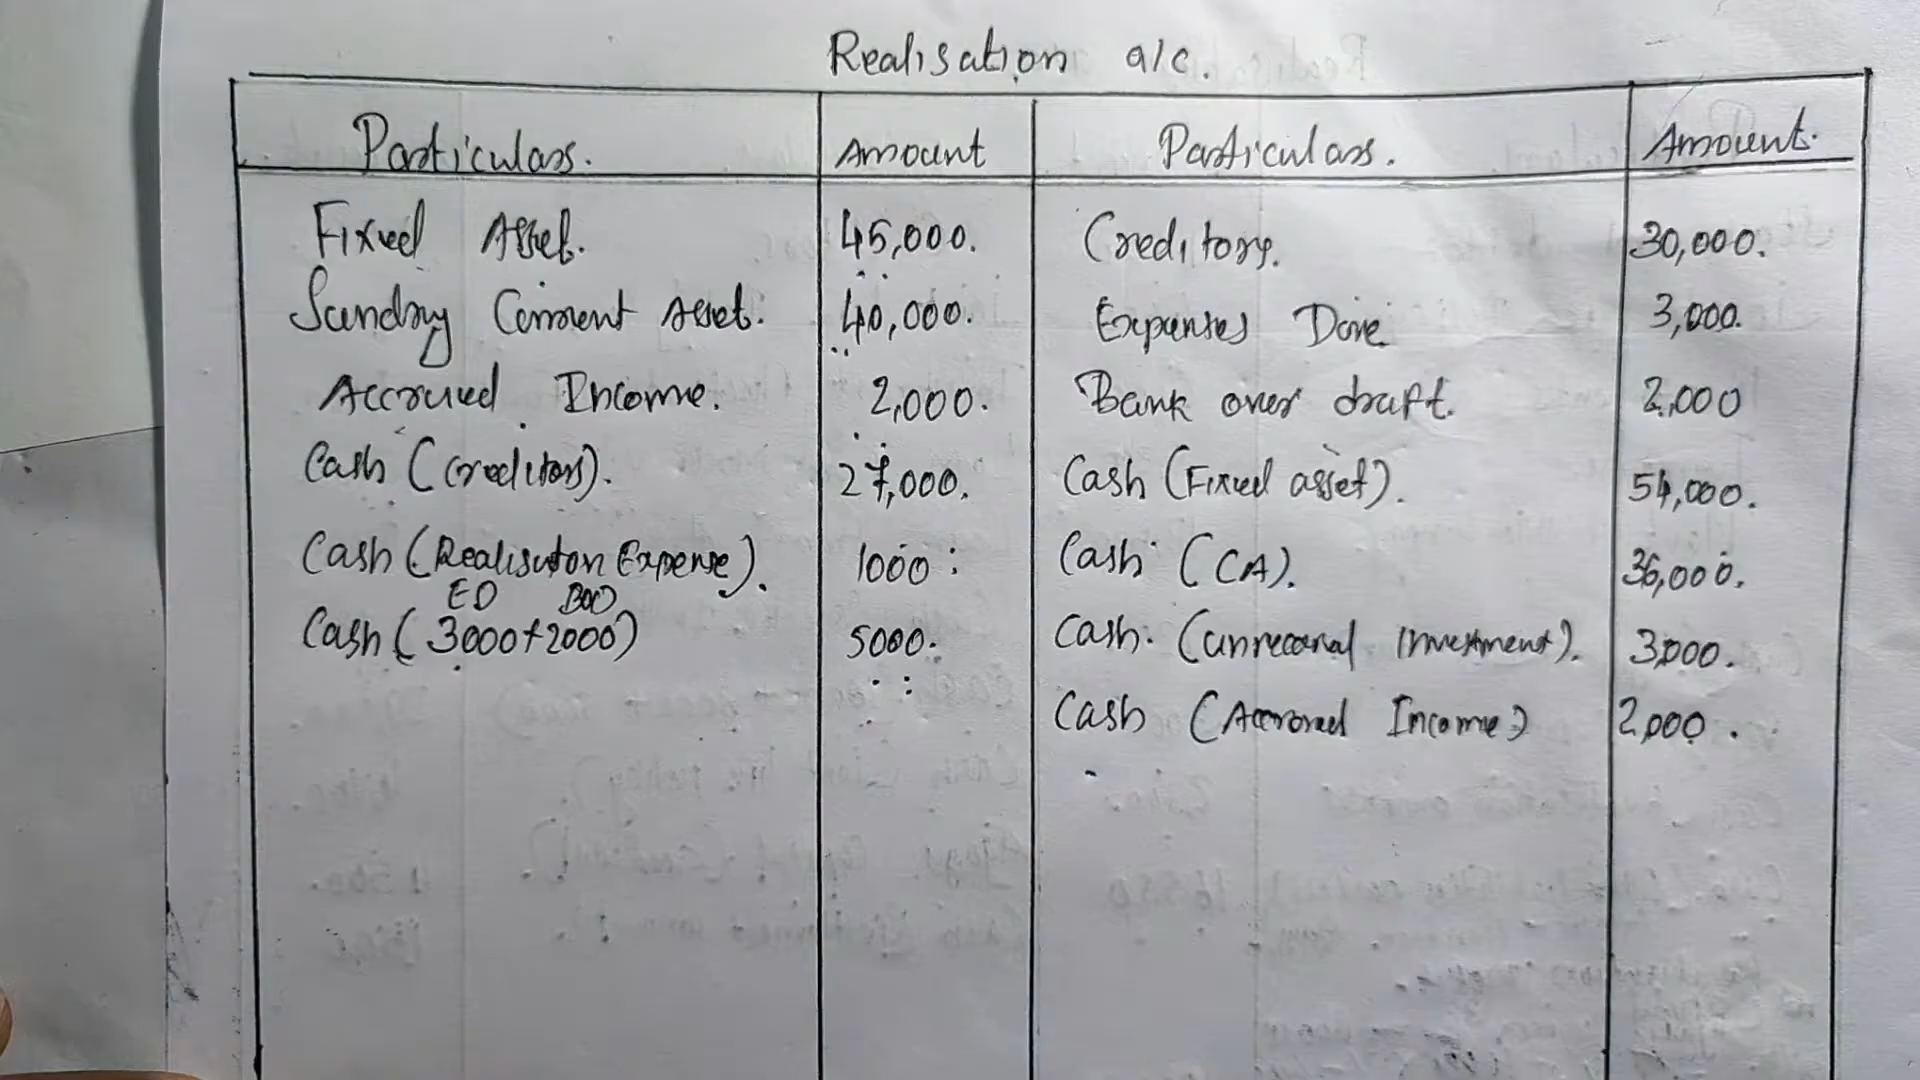 Realisation a/c.
Particulars. Amount Particulars. Amount.
Fixed Asset. 45,000. Creditors. 30,000.
Sundry Current Asset. 40,000. Expenses Due 3,000.
Accrued Income. 2,000. Bank over draft. 2,000
Cash (Creditors). 27,000. Cash (Fixed asset). 54,000.
Cash (Realisation Expense). 1000 Cash (CA). 36,000.
ED BOD
Cash (3000+2000) 5000. Cash. (unrecorded Investment). 3,000.
Cash (Accrued Income) 2,000.